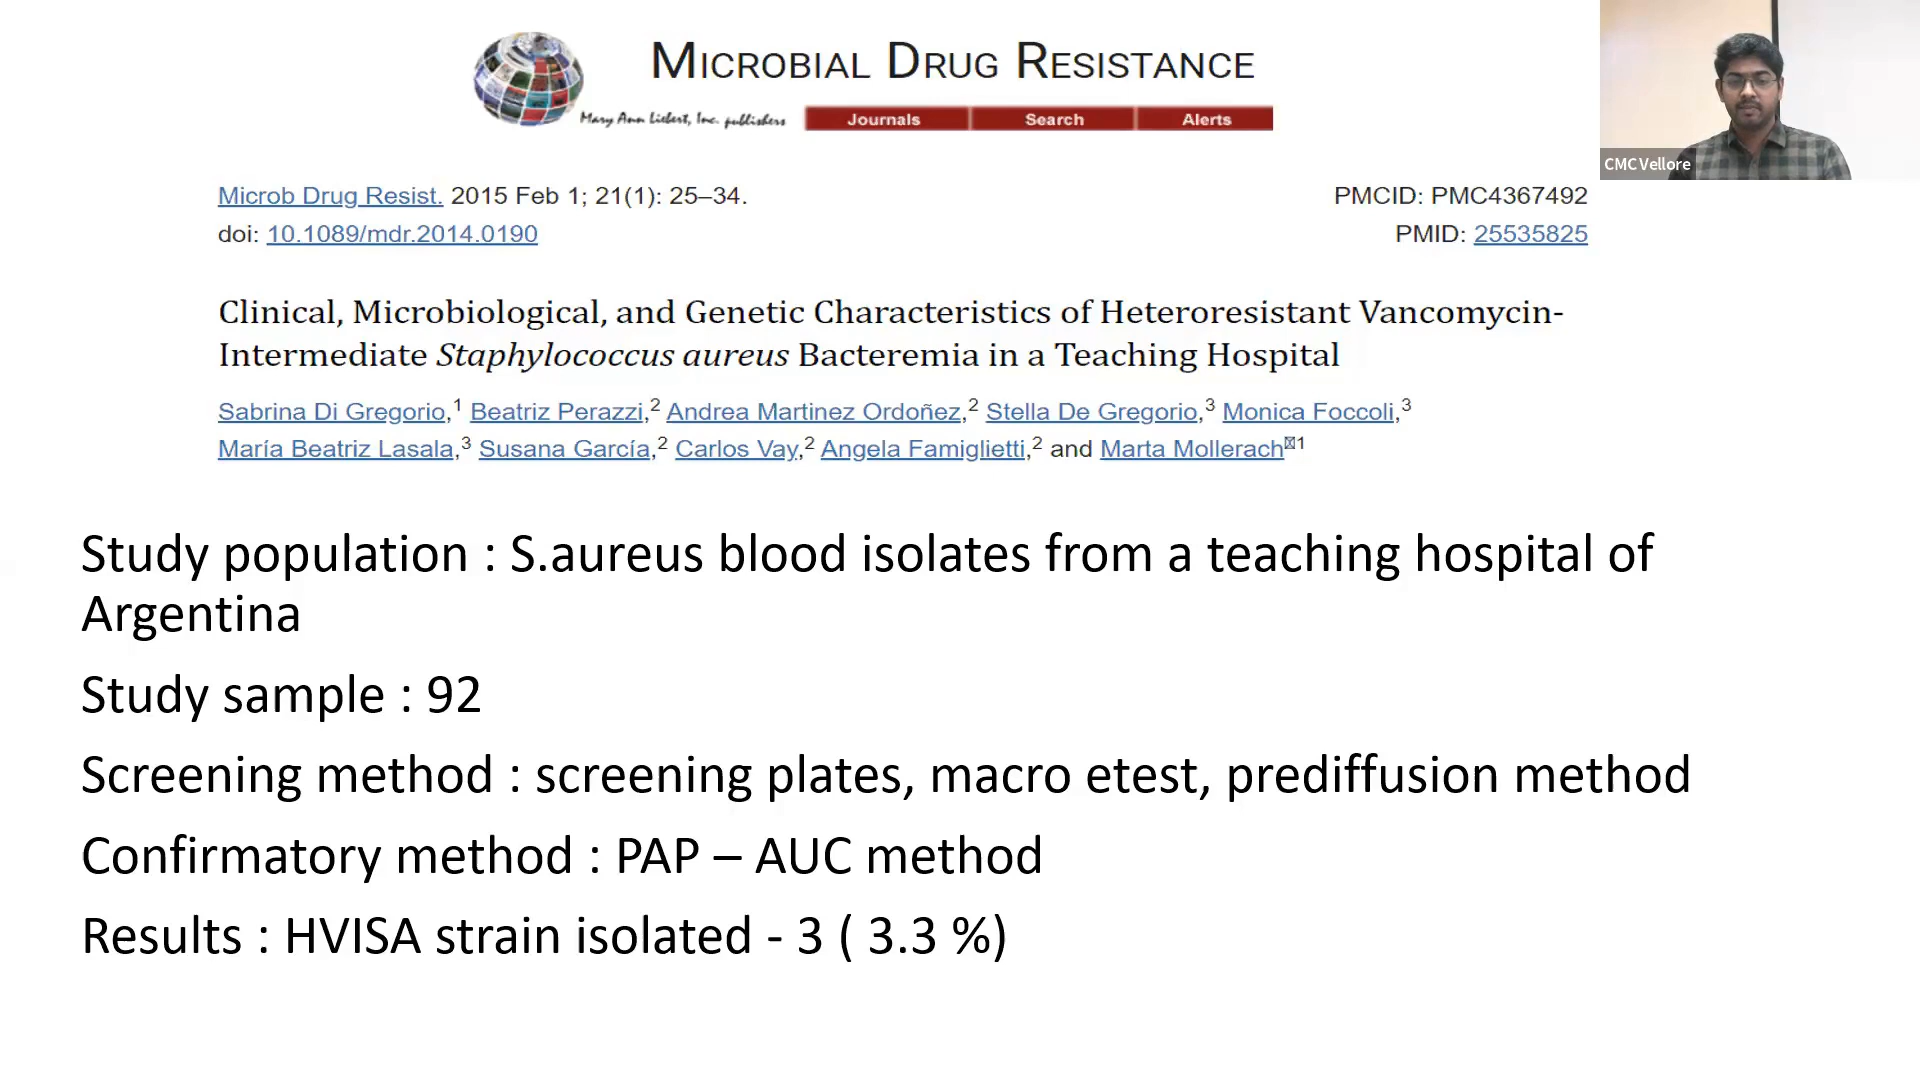 MICROBIAL DRUG RESISTANCE
Mary Ann Liebert, Inc. publishers
Journals Search Alerts
CMC Vellore
Microb Drug Resist. 2015 Feb 1; 21(1): 25–34.
PMCID: PMC4367492
doi: 10.1089/mdr.2014.0190
PMID: 25535825
Clinical, Microbiological, and Genetic Characteristics of Heteroresistant Vancomycin-
Intermediate Staphylococcus aureus Bacteremia in a Teaching Hospital
Sabrina Di Gregorio,1 Beatriz Perazzi,2 Andrea Martinez Ordoñez,2 Stella De Gregorio,3 Monica Foccoli,3
María Beatriz Lasala,3 Susana García,2 Carlos Vay,2 Angela Famiglietti,2 and Marta Mollerach1
Study population : S.aureus blood isolates from a teaching hospital of
Argentina
Study sample : 92
Screening method : screening plates, macro etest, prediffusion method
Confirmatory method : PAP – AUC method
Results : HVISA strain isolated - 3 ( 3.3 %)